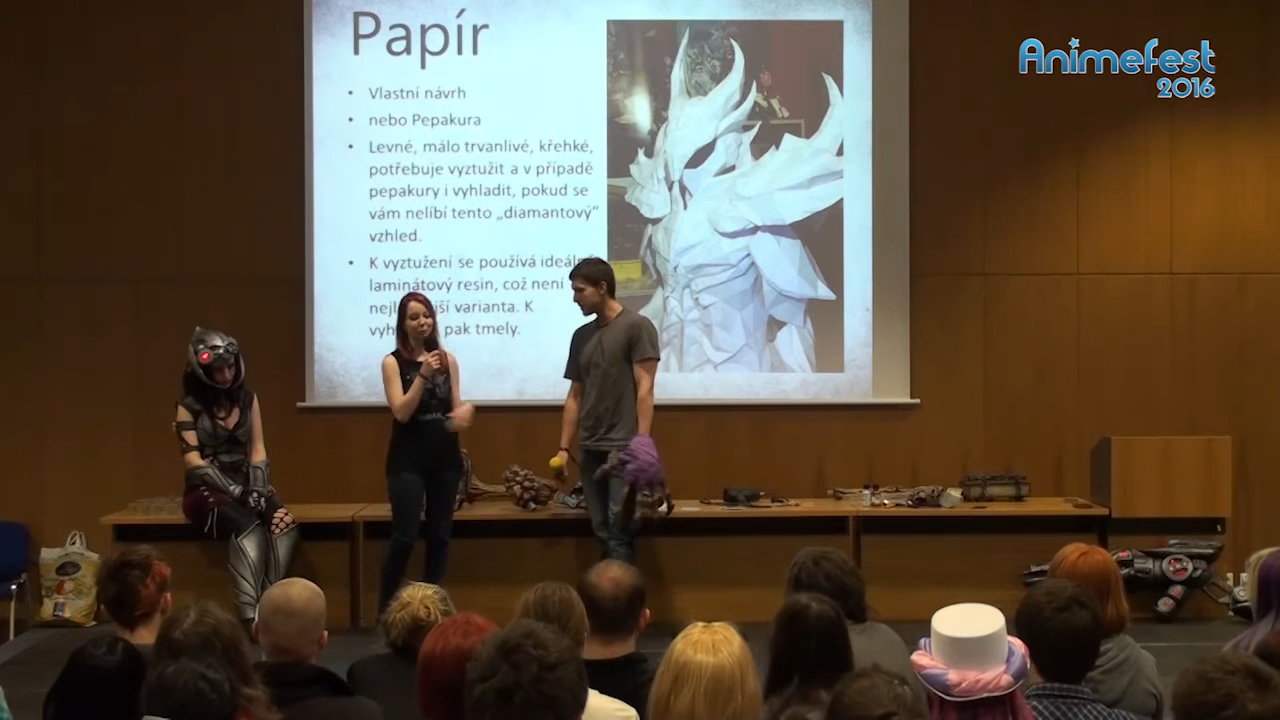 Papír
• Vlastní návrh
• nebo Pepakura
• Levné, málo trvanlivé, křehké,
potřebuje vyztužit a v případě
pepakury i vyhladit, pokud se
vám nelíbí tento „diamantový"
vzhled.
• K vyztužení se používá
laminátový resin, což není
varianta. K
pak tmely.
Animefest
2016